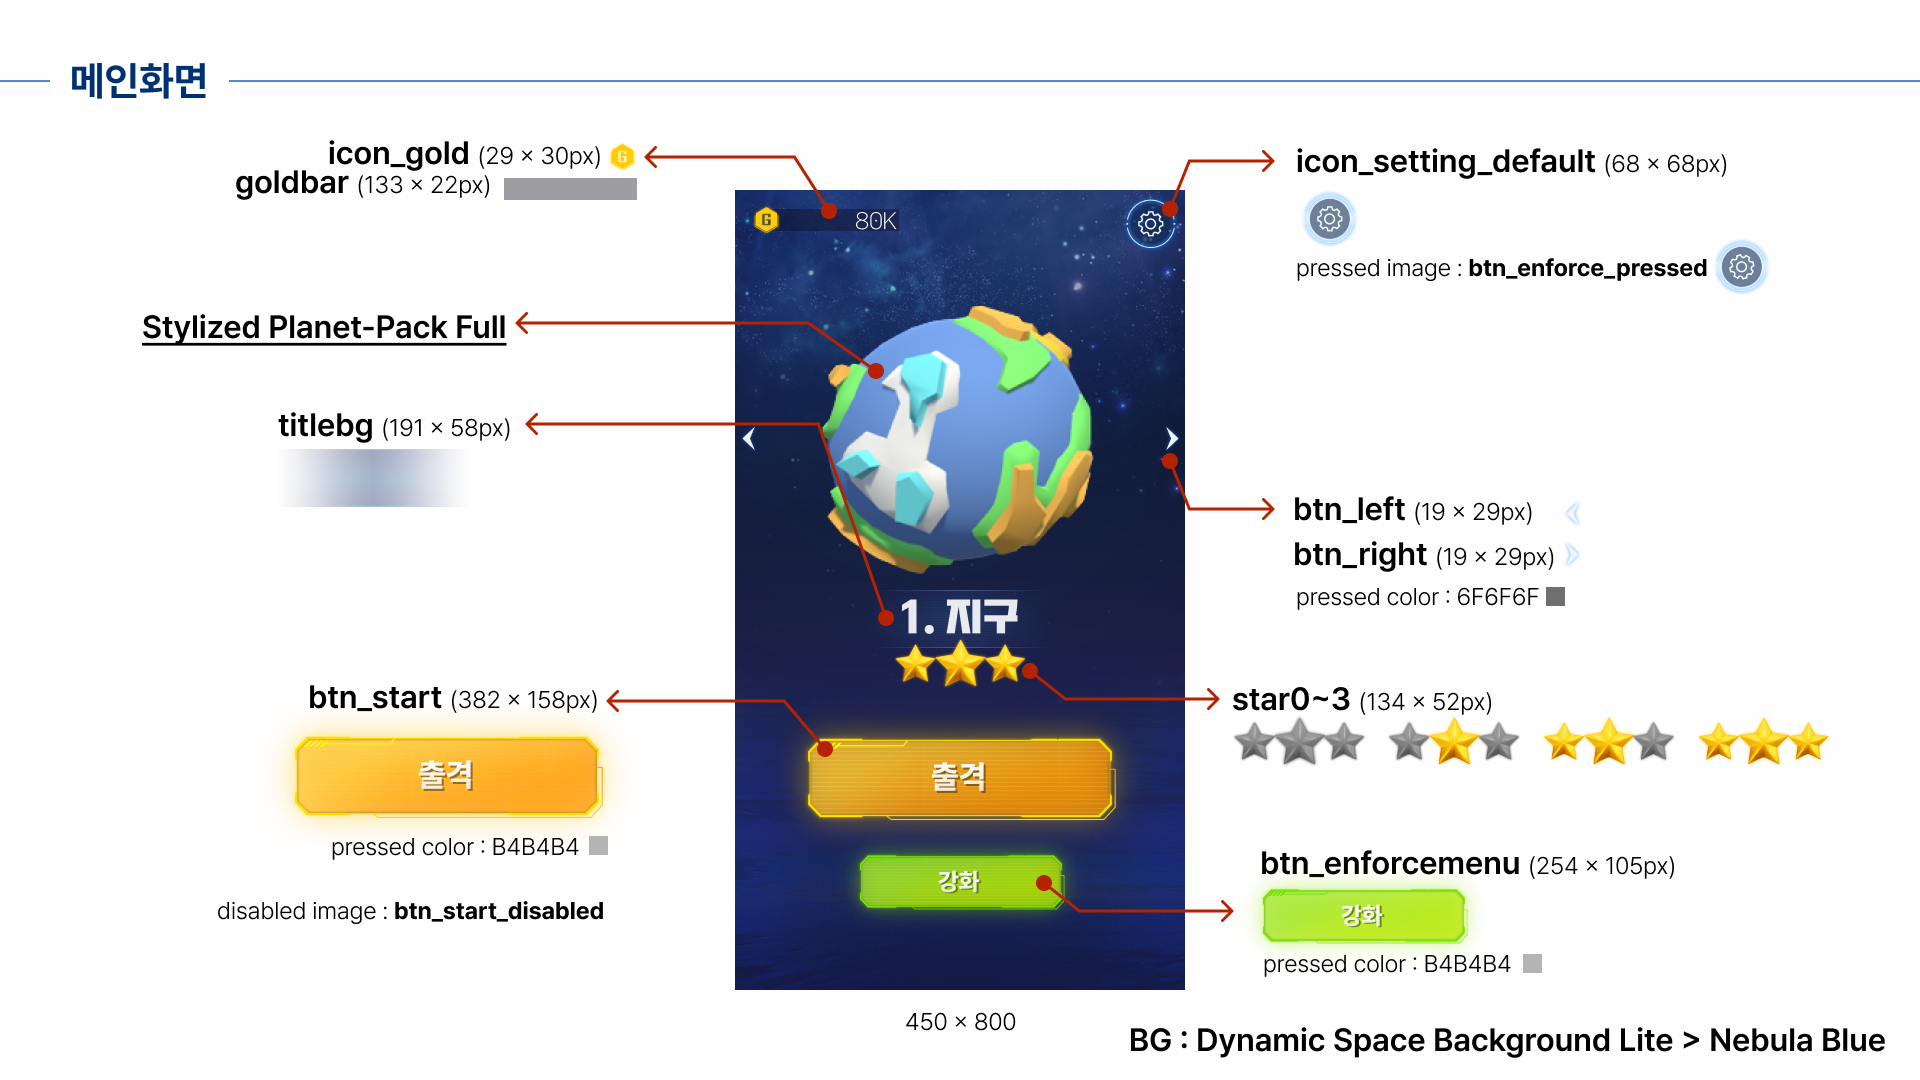 메인화면
icon_gold (29 × 30px) G
goldbar (133 × 22px)
Stylized Planet-Pack Full
titlebg (191 × 58px)
btn_start (382 × 158px)
출격
pressed color : B4B4B4
disabled image : btn_start_disabled
G 80K
1. 지구
출격
강화
450 × 800
icon_setting_default (68 × 68px)
pressed image : btn_enforce_pressed
btn_left (19 × 29px)
btn_right (19 × 29px)
pressed color : 6F6F6F
star0~3 (134 × 52px)
btn_enforcemenu (254 × 105px)
강화
pressed color : B4B4B4
BG : Dynamic Space Background Lite > Nebula Blue